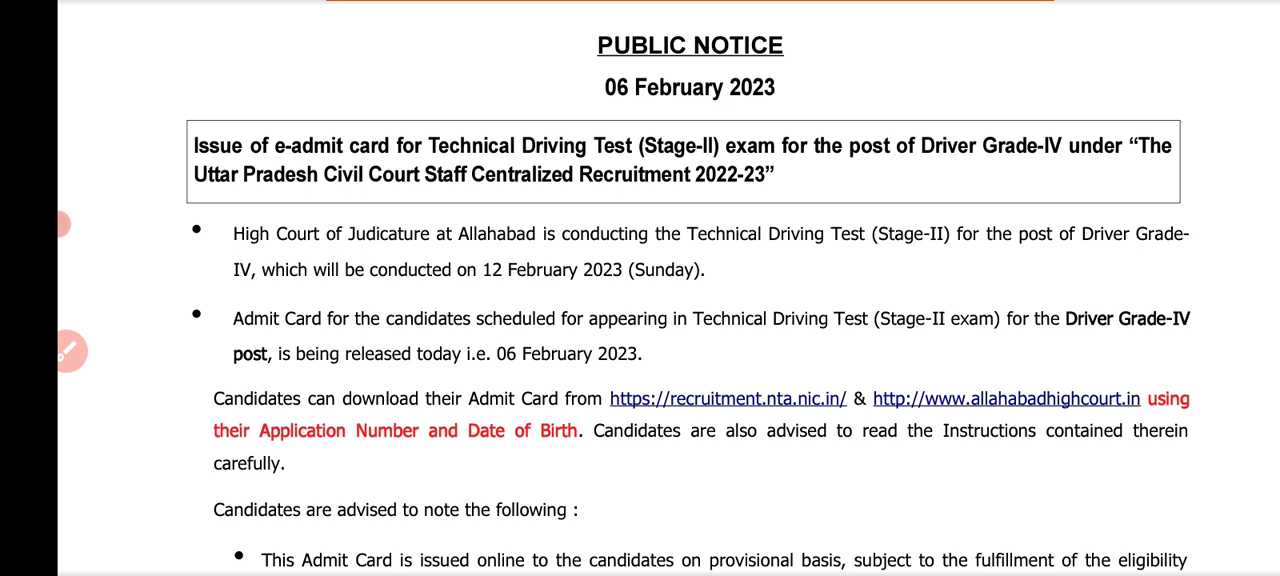 PUBLIC NOTICE
06 February 2023
Issue of e-admit card for Technical Driving Test (Stage-II) exam for the post of Driver Grade-IV under “The
Uttar Pradesh Civil Court Staff Centralized Recruitment 2022-23”
• High Court of Judicature at Allahabad is conducting the Technical Driving Test (Stage-II) for the post of Driver Grade-
IV, which will be conducted on 12 February 2023 (Sunday).
• Admit Card for the candidates scheduled for appearing in Technical Driving Test (Stage-II exam) for the Driver Grade-IV
post, is being released today i.e. 06 February 2023.
Candidates can download their Admit Card from https://recruitment.nta.nic.in/ & http://www.allahabadhighcourt.in using
their Application Number and Date of Birth. Candidates are also advised to read the Instructions contained therein
carefully.
Candidates are advised to note the following :
• This Admit Card is issued online to the candidates on provisional basis, subject to the fulfillment of the eligibility